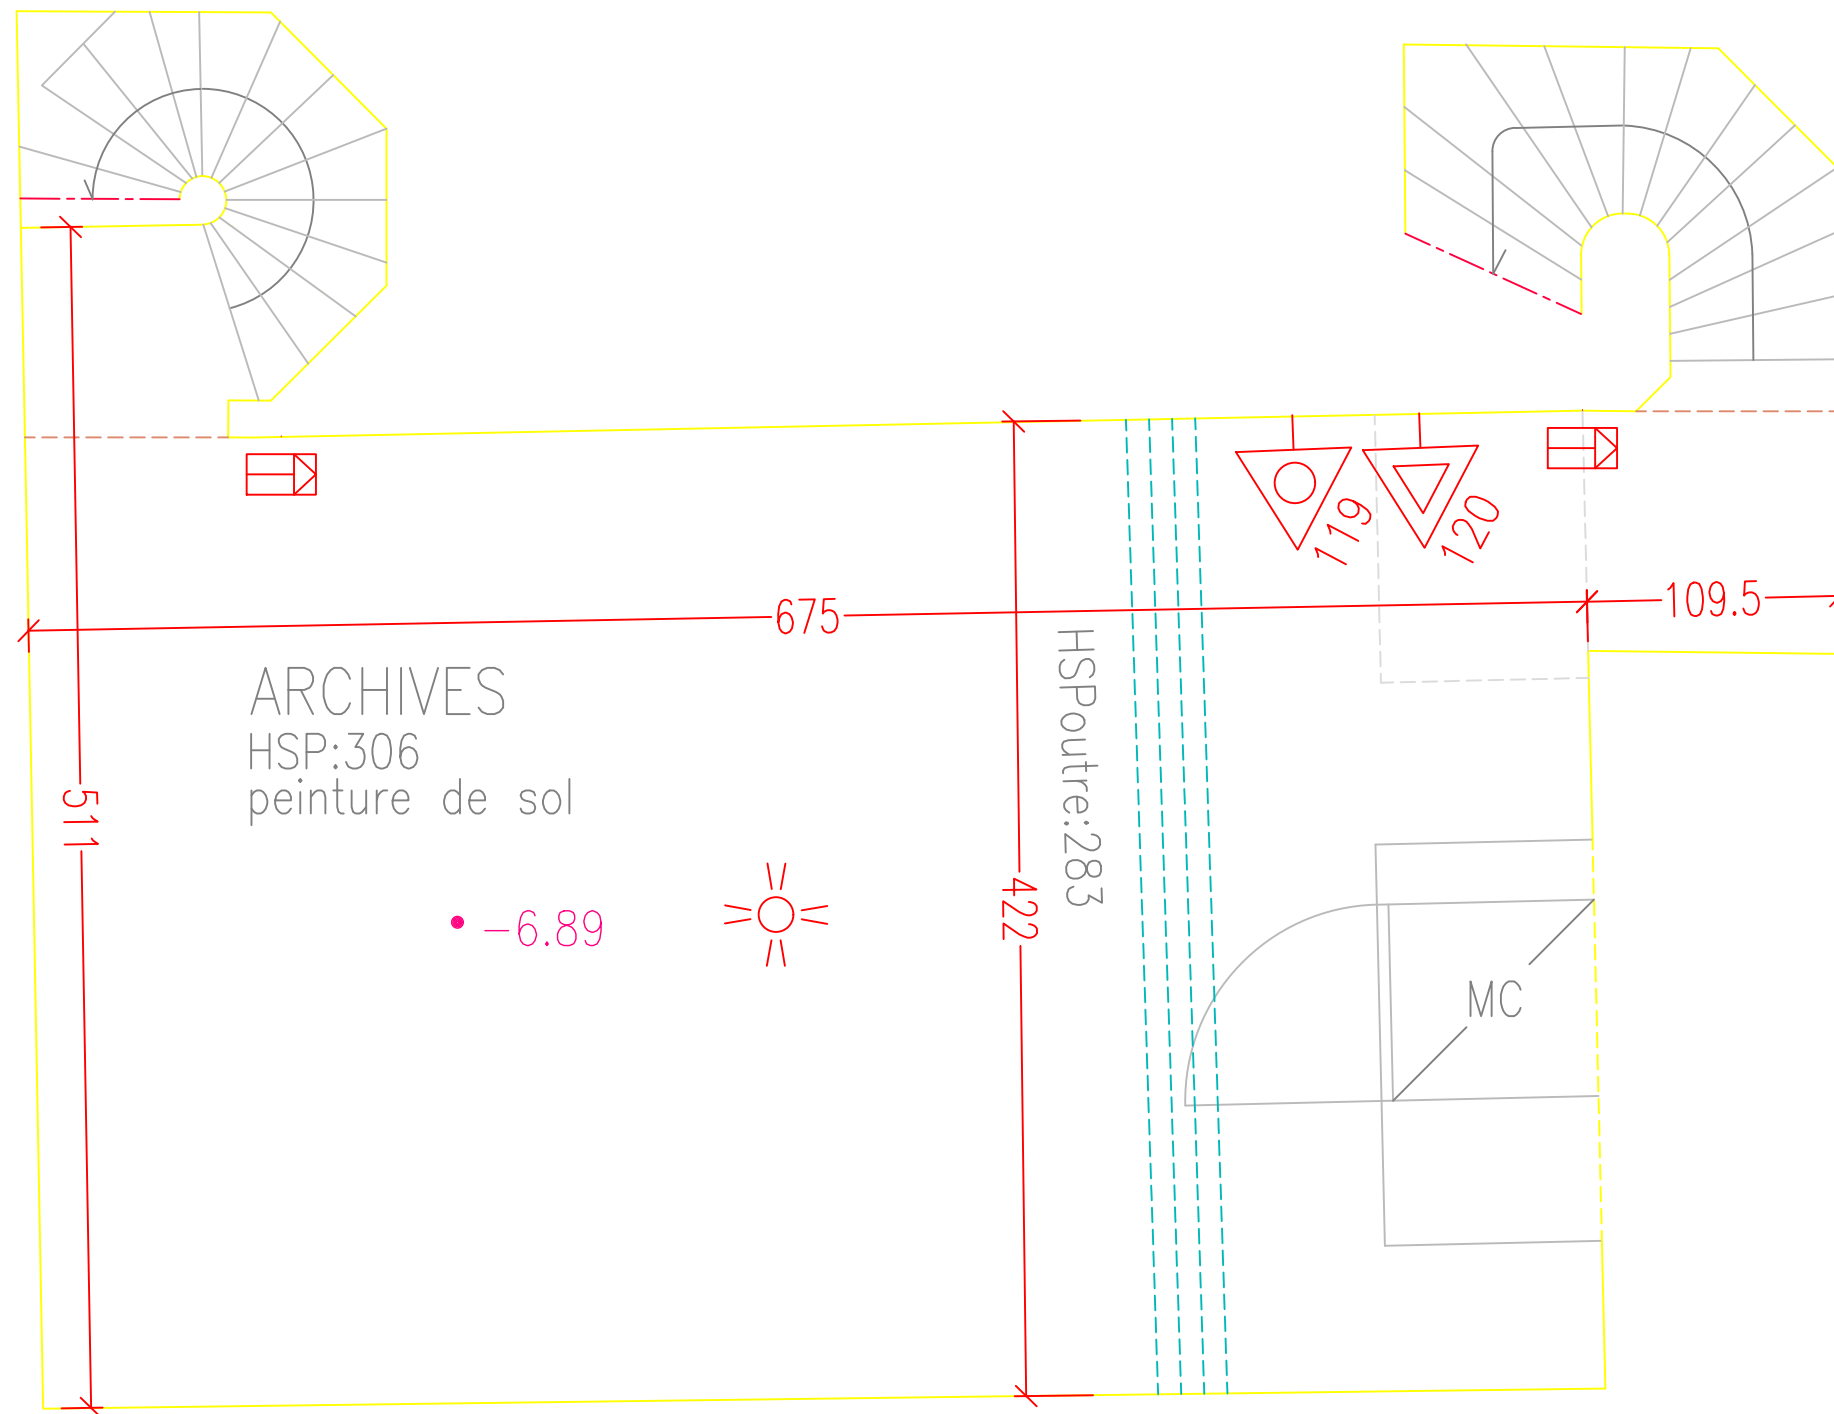 119
120
675
109.5
ARCHIVES
HSP:306
peinture de sol
HSPoutre:283
511
422
-6.89
MC